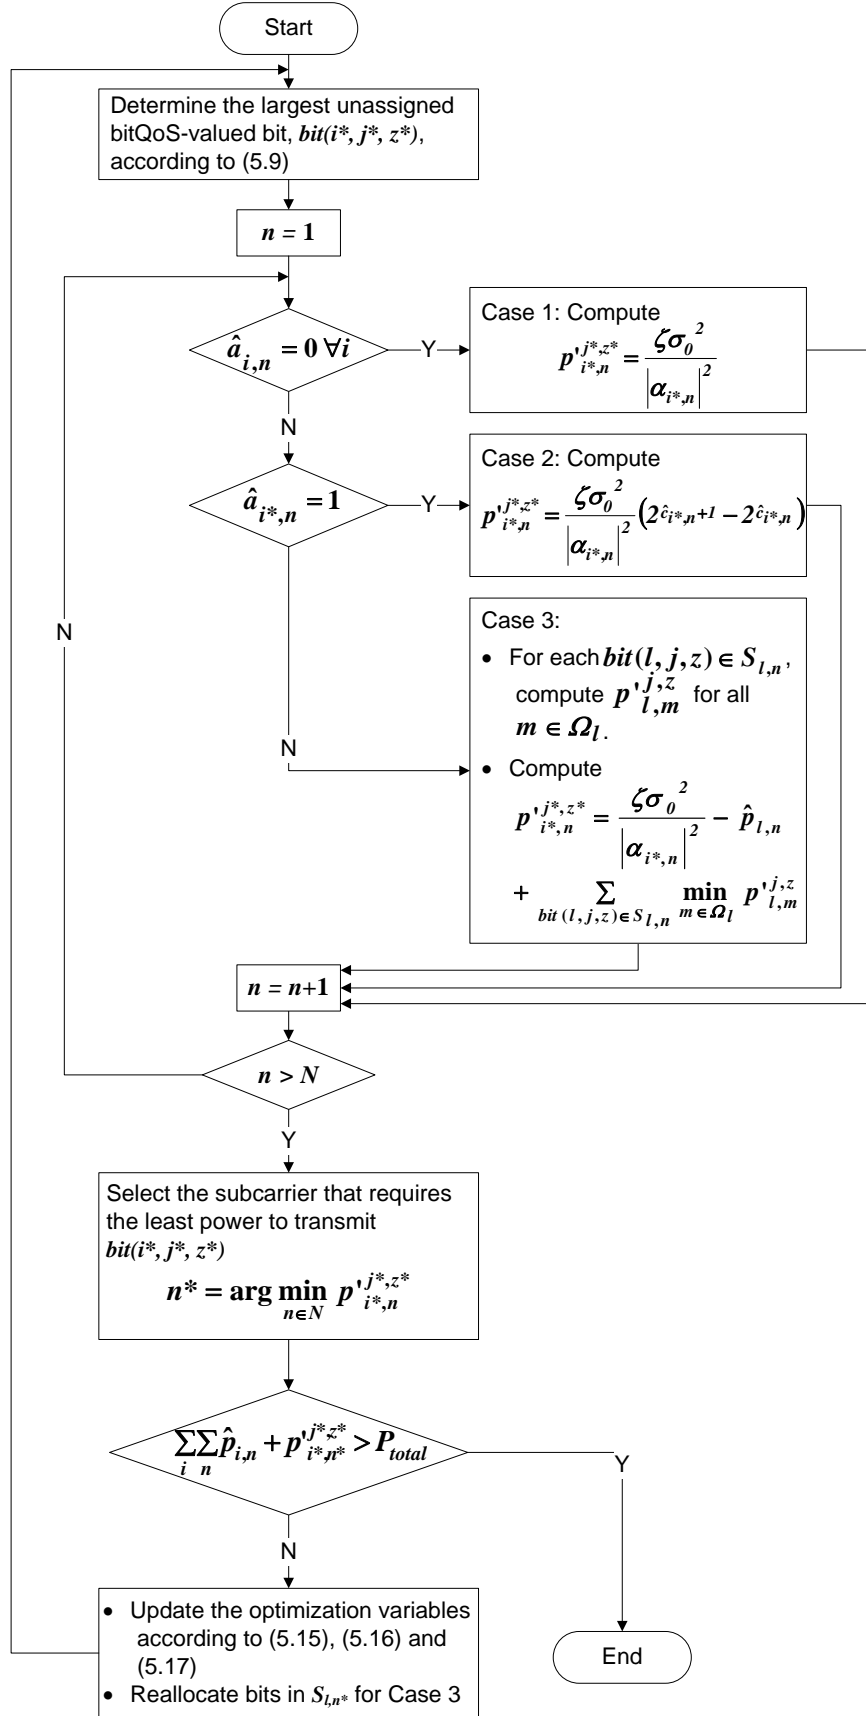 Start
Determine the largest unassigned
bitQoS-valued bit, bit(i*, j*, z*),
according to (5.9)
n = 1
â_{i,n} = 0 ∀i
Y
Case 1: Compute
p'^{j*,z*}_{i*,n} = ζσ_0^2 / |α_{i*,n}|^2
N
â_{i*,n} = 1
Y
Case 2: Compute
p'^{j*,z*}_{i*,n} = ζσ_0^2 / |α_{i*,n}|^2 (2^{ĉ_{i*,n}+1} − 2^{ĉ_{i*,n}})
N
N
Case 3:
• For each bit(l, j, z) ∈ S_{l,n},
compute p'^{j,z}_{l,m} for all
m ∈ Ω_l.
• Compute
p'^{j*,z*}_{i*,n} = ζσ_0^2 / |α_{i*,n}|^2 − p̂_{l,n}
+ ∑_{bit(l,j,z)∈S_{l,n}} min_{m∈Ω_l} p'^{j,z}_{l,m}
n = n+1
n > N
Y
Select the subcarrier that requires
the least power to transmit
bit(i*, j*, z*)
n* = arg min_{n∈N} p'^{j*,z*}_{i*,n}
∑_i ∑_n p̂_{i,n} + p'^{j*,z*}_{i*,n*} > P_{total}
Y
N
• Update the optimization variables
according to (5.15), (5.16) and
(5.17)
• Reallocate bits in S_{l,n*} for Case 3
End